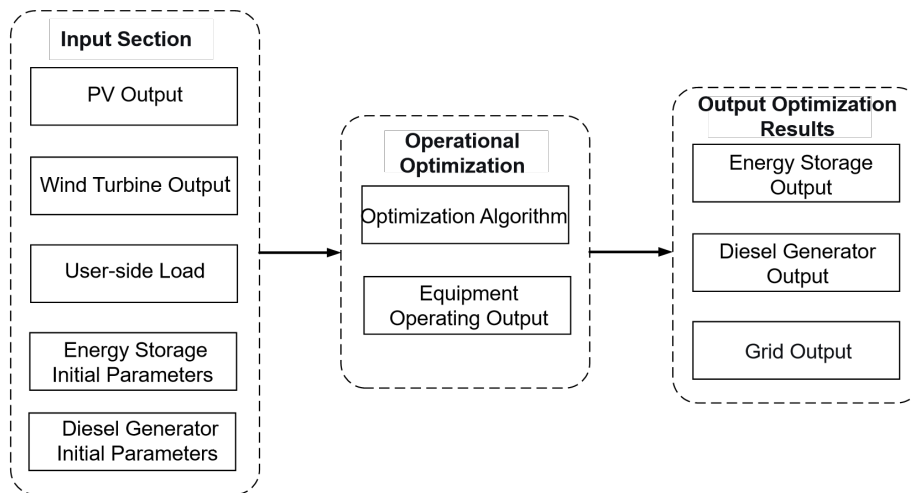 Input Section
PV Output
Wind Turbine Output
User-side Load
Energy Storage
Initial Parameters
Diesel Generator
Initial Parameters
Operational
Optimization
Optimization Algorithm
Equipment
Operating Output
Output Optimization
Results
Energy Storage
Output
Diesel Generator
Output
Grid Output